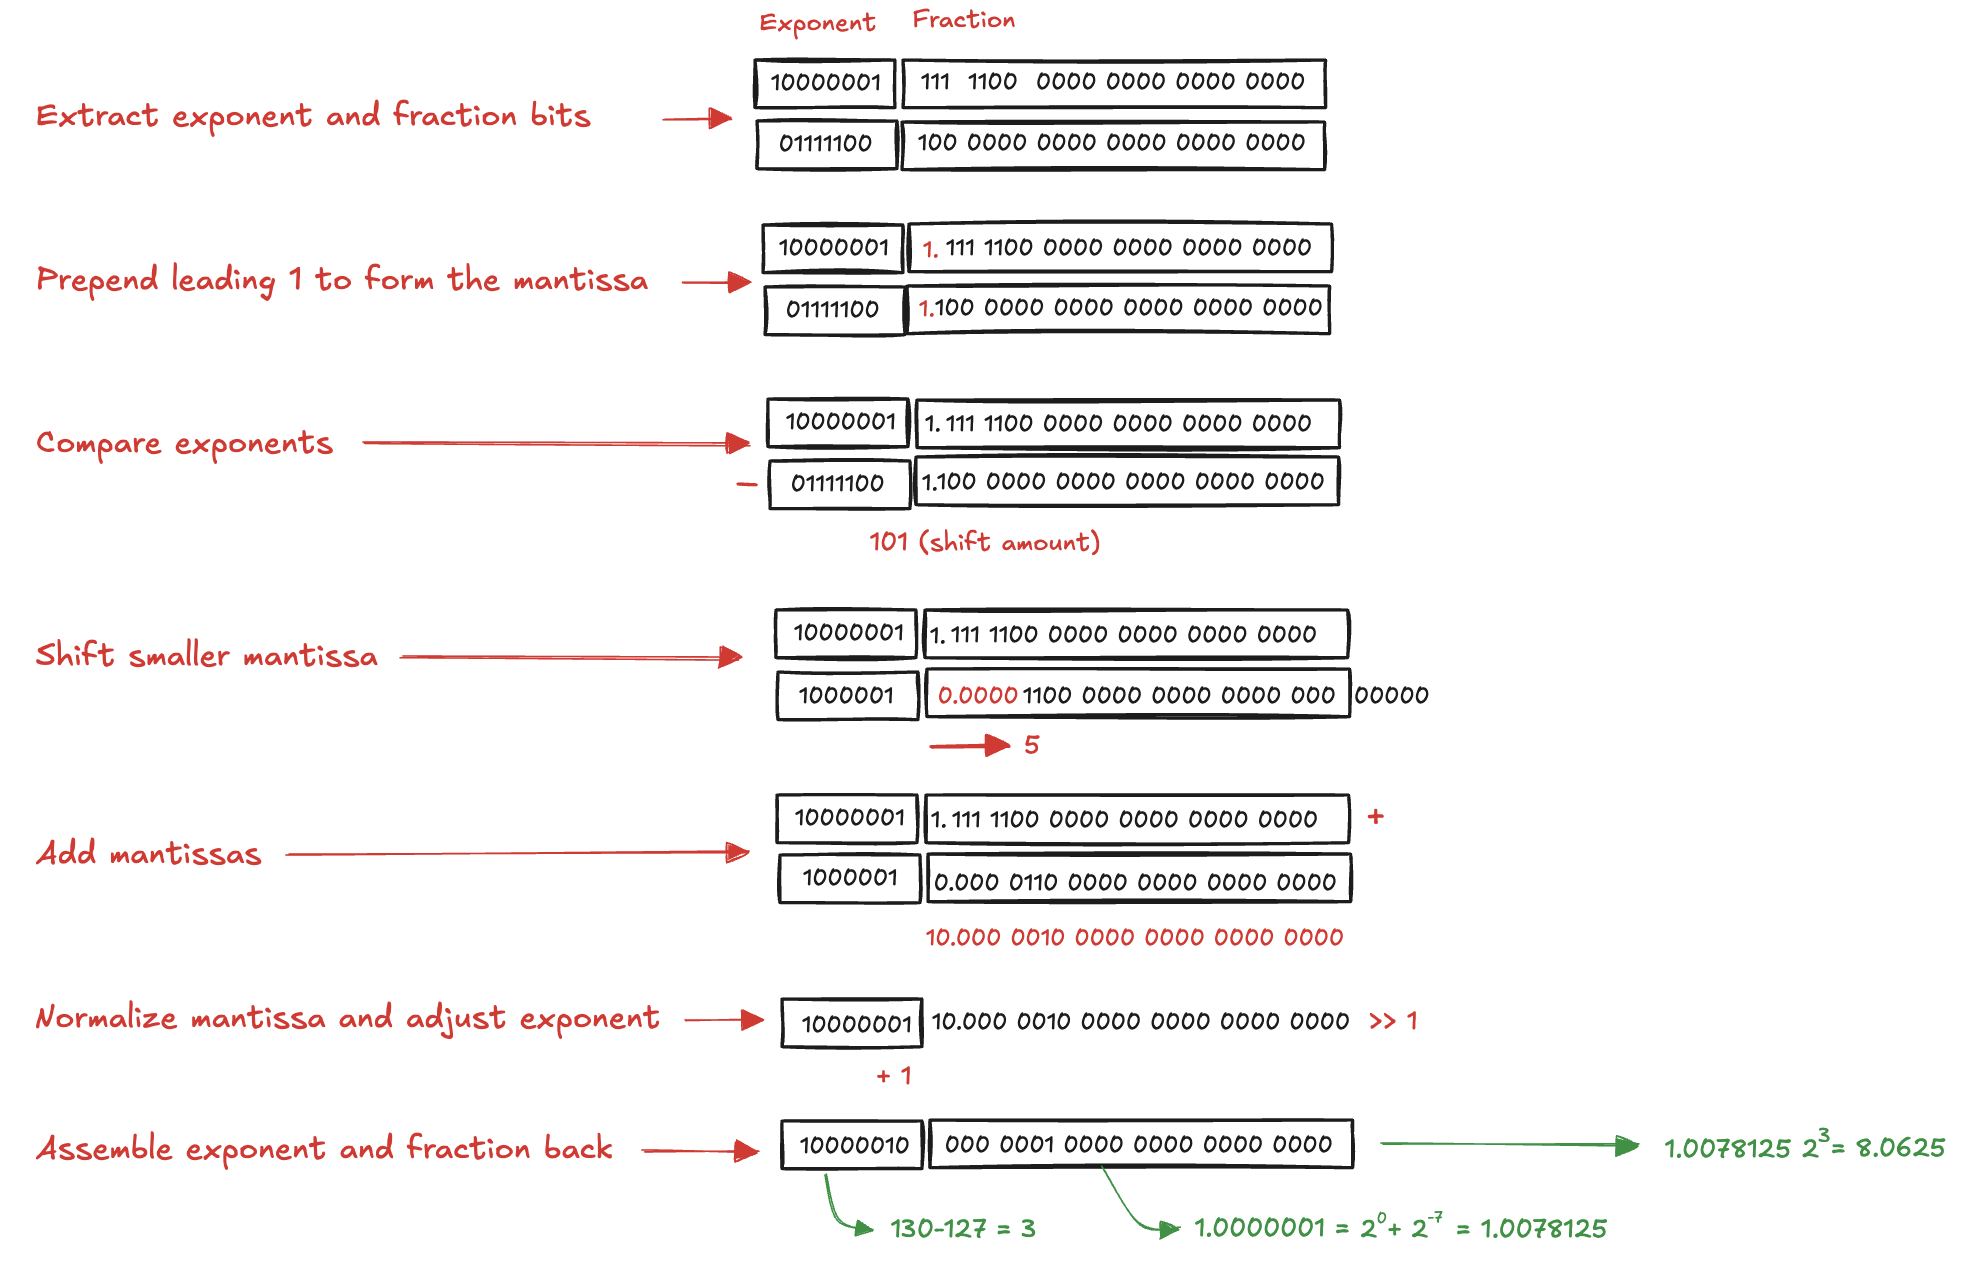 Exponent Fraction
10000001 111 1100 0000 0000 0000 0000
Extract exponent and fraction bits
01111100 100 0000 0000 0000 0000 0000
10000001 1. 111 1100 0000 0000 0000 0000
Prepend leading 1 to form the mantissa
01111100 1.100 0000 0000 0000 0000 0000
10000001 1. 111 1100 0000 0000 0000 0000
Compare exponents
- 01111100 1.100 0000 0000 0000 0000 0000
101 (shift amount)
10000001 1. 111 1100 0000 0000 0000 0000
Shift smaller mantissa
1000001 0.0000 1100 0000 0000 0000 000 00000
5
10000001 1. 111 1100 0000 0000 0000 0000 +
Add mantissas
1000001 0.000 0110 0000 0000 0000 0000
10.000 0010 0000 0000 0000 0000
Normalize mantissa and adjust exponent 10000001 10.000 0010 0000 0000 0000 0000 >> 1
+ 1
Assemble exponent and fraction back 10000010 000 0001 0000 0000 0000 0000 1.0078125 2³= 8.0625
130-127 = 3 1.0000001 = 2⁰+ 2⁻⁷ = 1.0078125